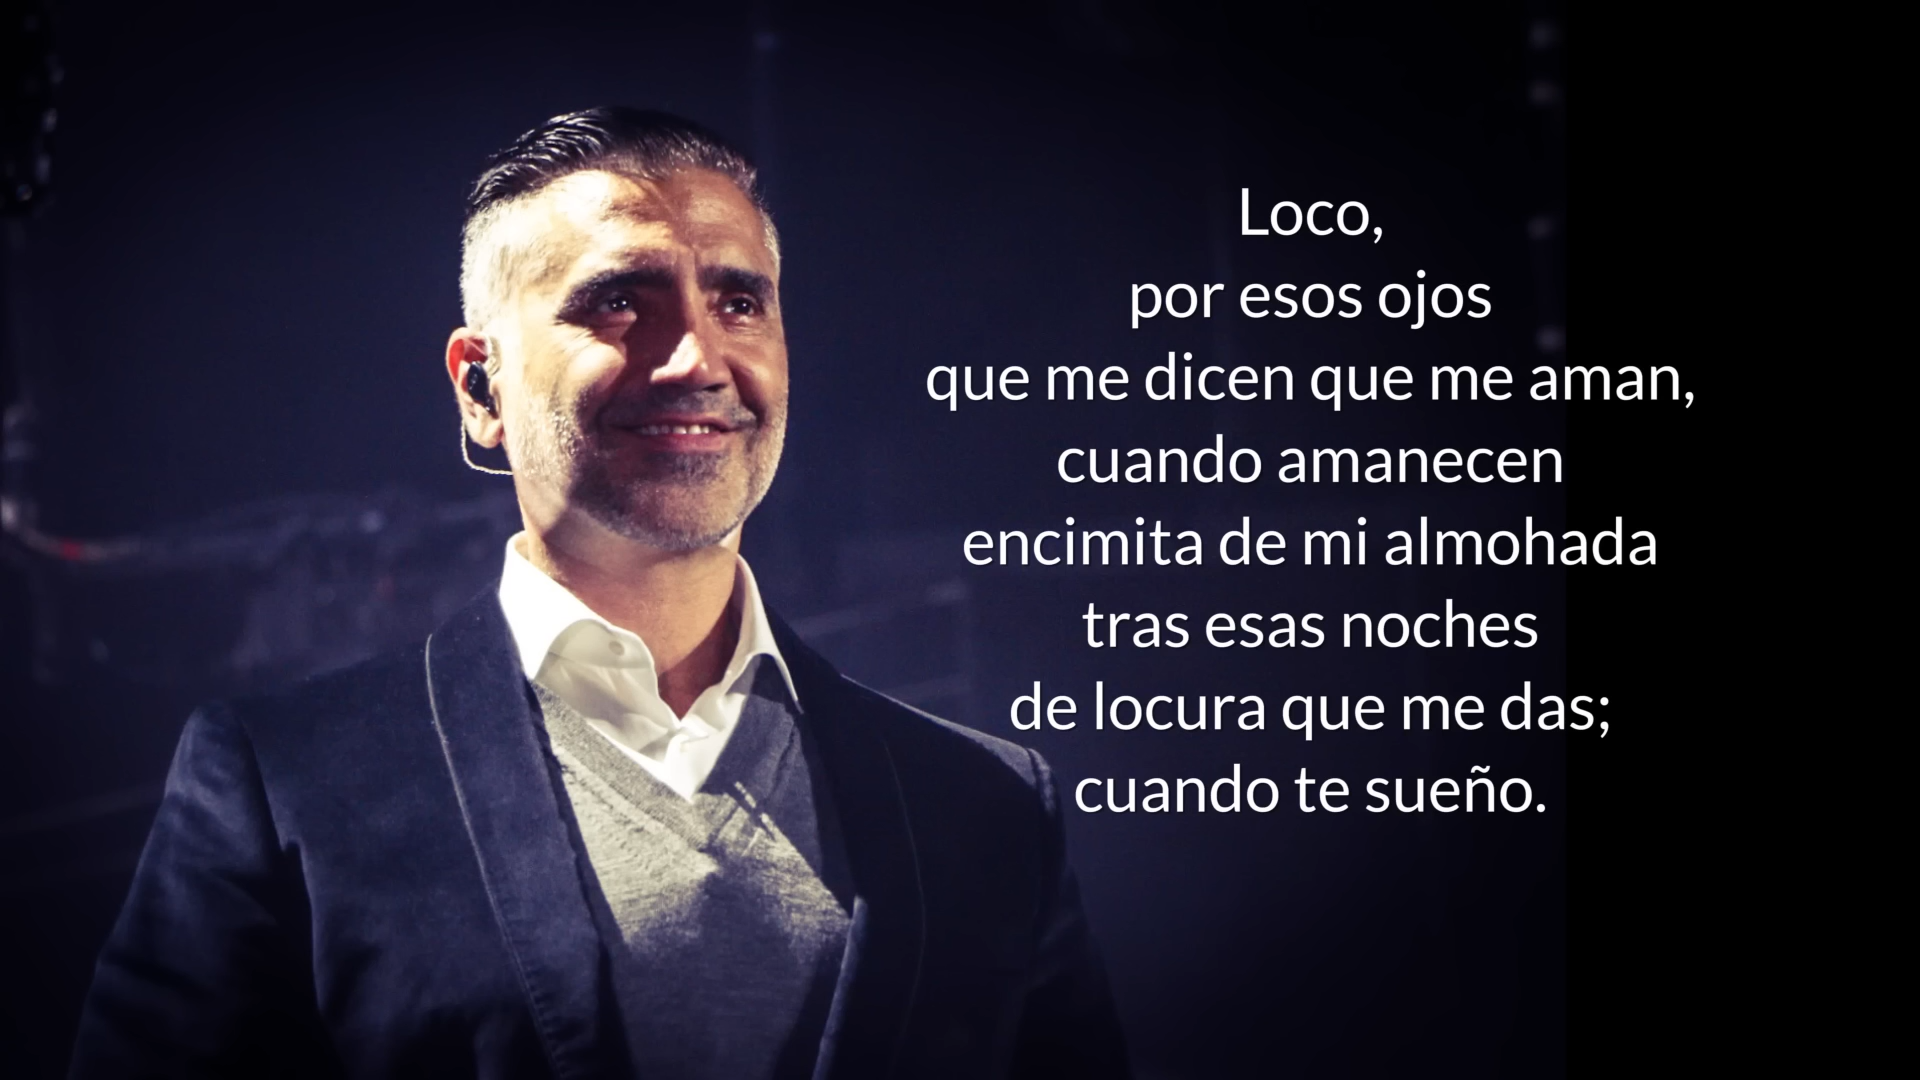 Loco,
por esos ojos
que me dicen que me aman,
cuando amanecen
encimita de mi almohada
tras esas noches
de locura que me das;
cuando te sueño.